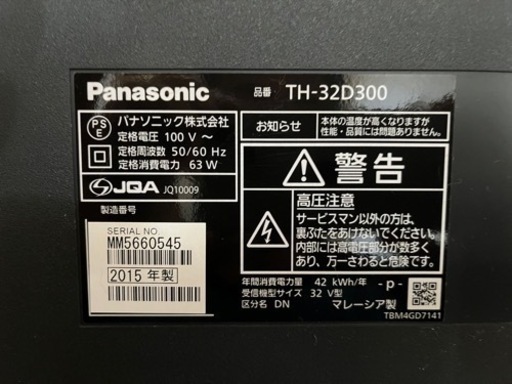 Panasonic
品番 TH-32D300
PS
E
パナソニック株式会社
定格電圧 100 V ～
定格周波数 50/60 Hz
定格消費電力 63 W
JQA JQ10009
お知らせ
本体の温度が高くなりますが
性能・品質には問題ありません。
警告
高圧注意
サービスマン以外の方は、
裏ぶたをあけないでください。
内部には高電圧部分が数多く
あり、万一さわると危険です。
製造番号
SERIAL NO.
MM5660545
2015 年製
年間消費電力量 42 kWh/年
受信機型サイズ 32 V型
区分名 DN
-p-
マレーシア製
TBM4GD7141